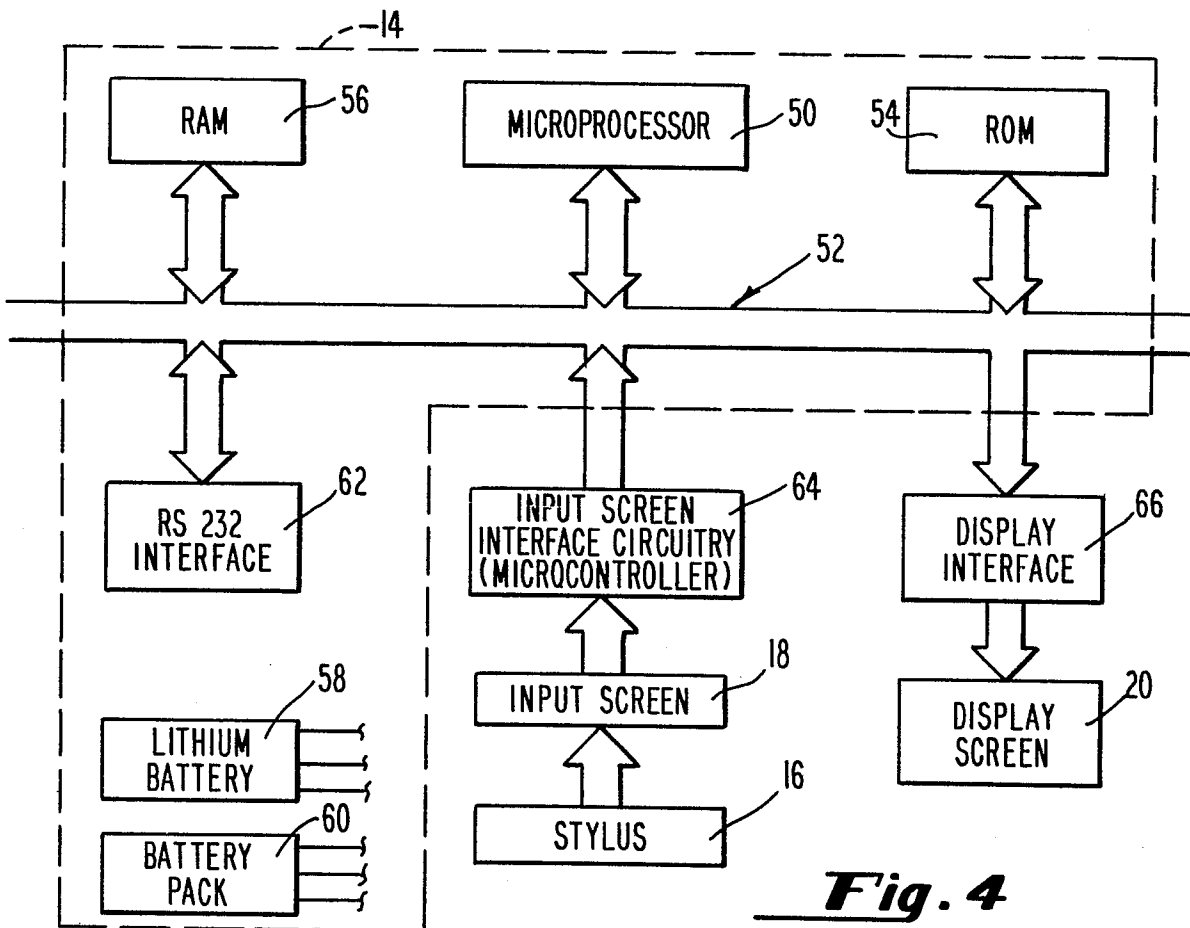 14
RAM
56
MICROPROCESSOR
50
54
ROM
52
RS 232
INTERFACE
62
INPUT SCREEN
INTERFACE CIRCUITRY
(MICROCONTROLLER)
64
DISPLAY
INTERFACE
66
INPUT SCREEN
18
DISPLAY
SCREEN
20
LITHIUM
BATTERY
58
STYLUS
16
BATTERY
PACK
60
Fig. 4